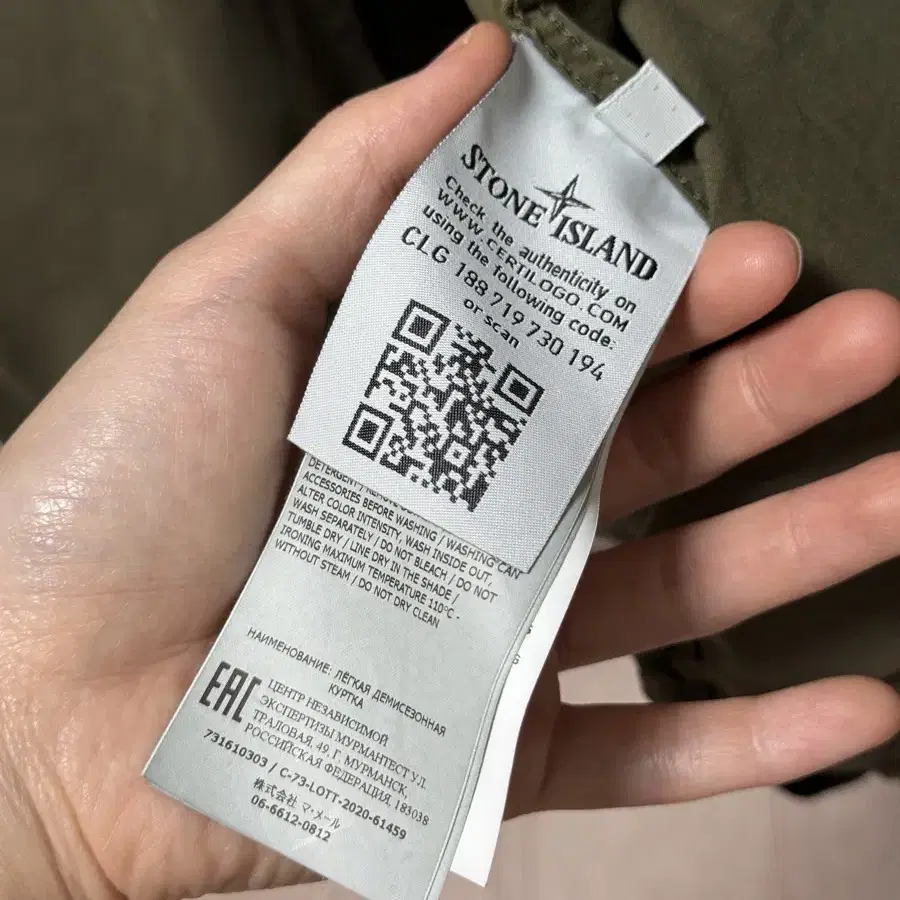 STONE ISLAND
Check the authenticity on
WWW.CERTILOGO.COM
using the following code:
CLG 188 719 730 194
or scan
ACCESSORIES BEFORE WASHING / WASHING CAN
ALTER COLOR INTENSITY, WASH INSIDE OUT,
WASH SEPARATELY / DO NOT BLEACH / DO NOT
TUMBLE DRY / LINE DRY IN THE SHADE /
IRONING MAXIMUM TEMPERATURE 110°C -
WITHOUT STEAM / DO NOT DRY CLEAN
НАИМЕНОВАНИЕ: ЛЁГКАЯ ДЕМИСЕЗОННАЯ
КУРТКА
EAC
ЦЕНТР НЕЗАВИСИМОЙ
ЭКСПЕРТИЗЫ МУРМАНТЕСТ УЛ.
ТРАЛОВАЯ, 49, Г. МУРМАНСК,
РОССИЙСКАЯ ФЕДЕРАЦИЯ, 183038
731610303 / C-73-LOTT-2020-61459
株式会社 マ・メール
06-6612-0812